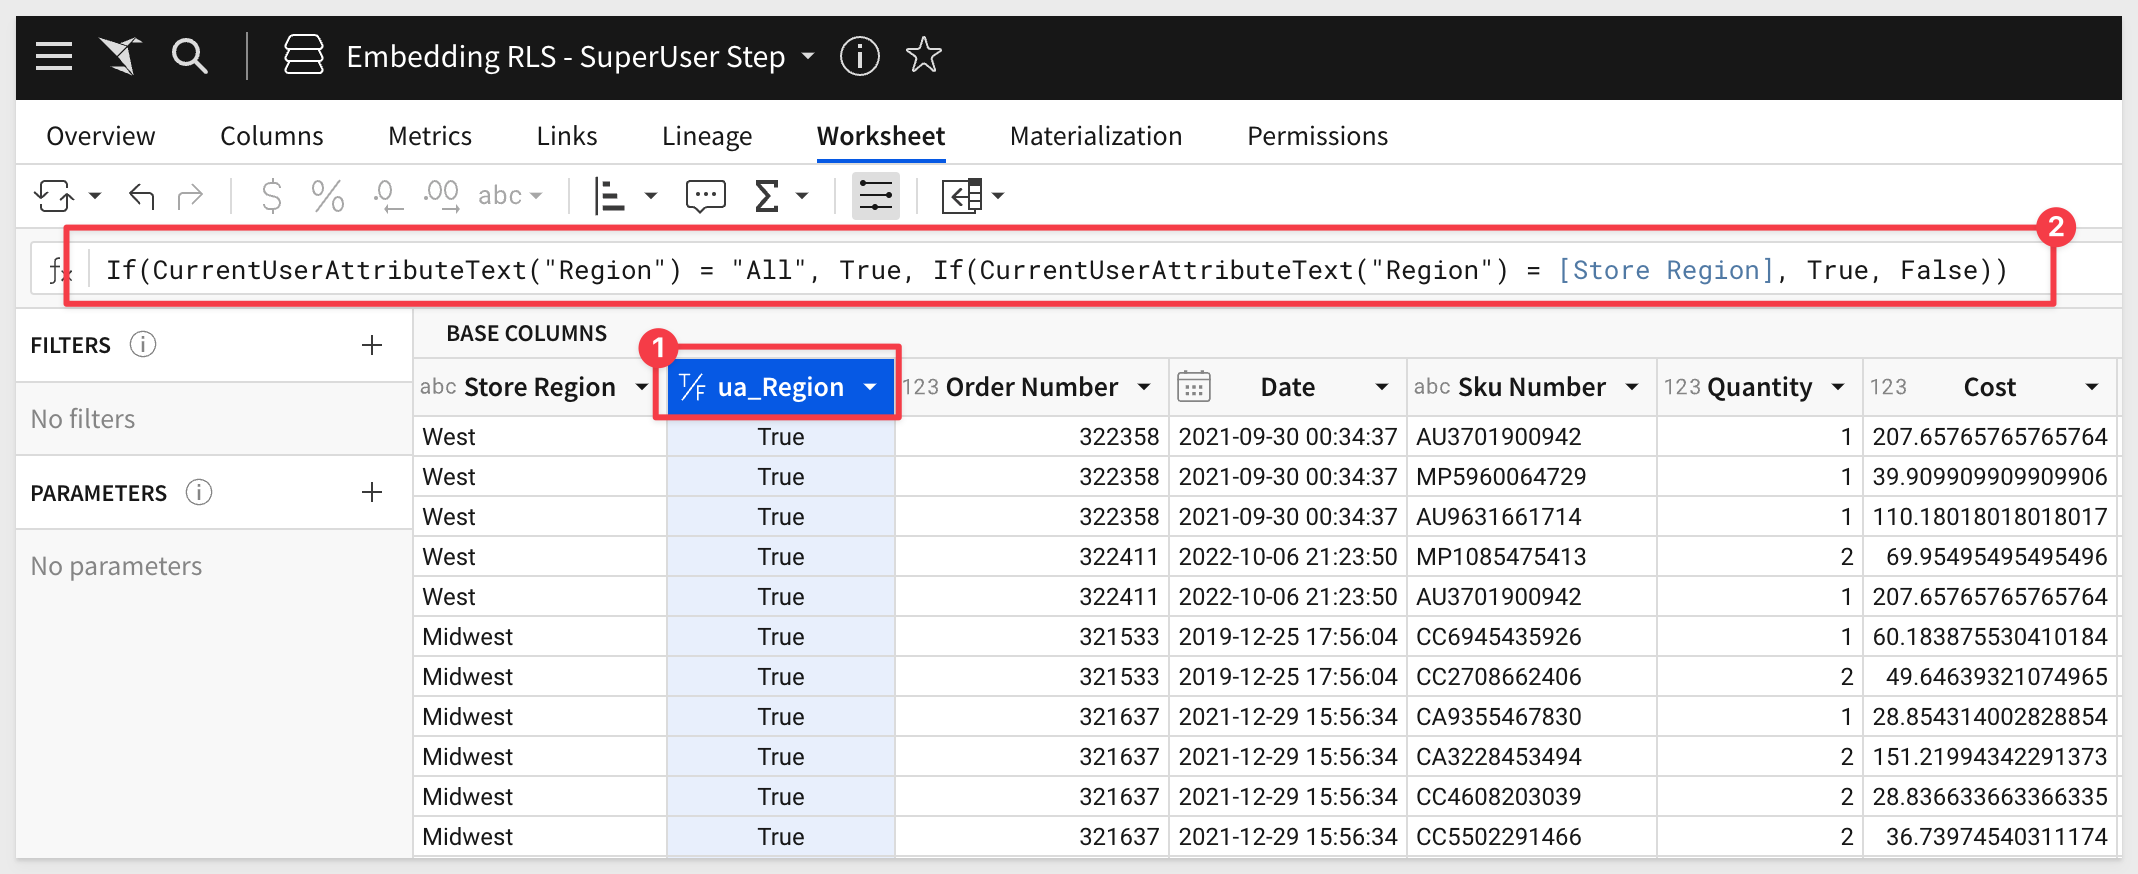 Embedding RLS - SuperUser Step
Overview Columns Metrics Links Lineage Worksheet Materialization Permissions
$ % .0 .00 abc Σ
2
fx If(CurrentUserAttributeText("Region") = "All", True, If(CurrentUserAttributeText("Region") = [Store Region], True, False))
FILTERS i +
No filters
PARAMETERS i +
No parameters
BASE COLUMNS
1
abc Store Region T/F ua_Region 123 Order Number Date abc Sku Number 123 Quantity 123 Cost
West True 322358 2021-09-30 00:34:37 AU3701900942 1 207.65765765765764
West True 322358 2021-09-30 00:34:37 MP5960064729 1 39.909909909909906
West True 322358 2021-09-30 00:34:37 AU9631661714 1 110.18018018018017
West True 322411 2022-10-06 21:23:50 MP1085475413 2 69.95495495495496
West True 322411 2022-10-06 21:23:50 AU3701900942 1 207.65765765765764
Midwest True 321533 2019-12-25 17:56:04 CC6945435926 1 60.183875530410184
Midwest True 321533 2019-12-25 17:56:04 CC2708662406 2 49.64639321074965
Midwest True 321637 2021-12-29 15:56:34 CA9355467830 1 28.854314002828854
Midwest True 321637 2021-12-29 15:56:34 CA3228453494 2 151.21994342291373
Midwest True 321637 2021-12-29 15:56:34 CC4608203039 2 28.836633663366335
Midwest True 321637 2021-12-29 15:56:34 CC5502291466 2 36.73974540311174